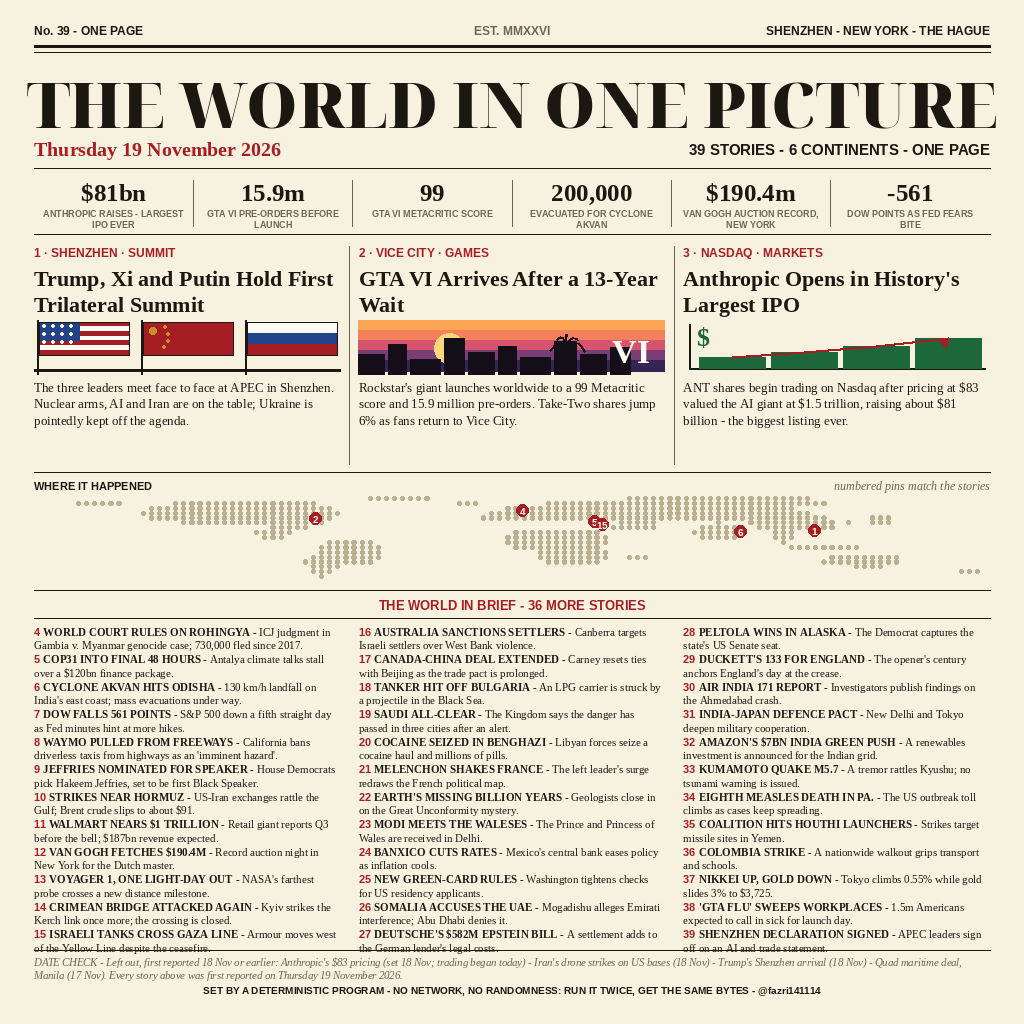 No. 39 - ONE PAGE
EST. MMXXVI
SHENZHEN - NEW YORK - THE HAGUE
THE WORLD IN ONE PICTURE
Thursday 19 November 2026
39 STORIES - 6 CONTINENTS - ONE PAGE
$81bn
ANTHROPIC RAISES - LARGEST
IPO EVER
15.9m
GTA VI PRE-ORDERS BEFORE
LAUNCH
99
GTA VI METACRITIC SCORE
200,000
EVACUATED FOR CYCLONE
AKVAN
$190.4m
VAN GOGH AUCTION RECORD,
NEW YORK
-561
DOW POINTS AS FED FEARS
BITE
1 · SHENZHEN · SUMMIT
Trump, Xi and Putin Hold First
Trilateral Summit
The three leaders meet face to face at APEC in Shenzhen.
Nuclear arms, AI and Iran are on the table; Ukraine is
pointedly kept off the agenda.
2 · VICE CITY · GAMES
GTA VI Arrives After a 13-Year
Wait
VI
Rockstar's giant launches worldwide to a 99 Metacritic
score and 15.9 million pre-orders. Take-Two shares jump
6% as fans return to Vice City.
3 · NASDAQ · MARKETS
Anthropic Opens in History's
Largest IPO
$
ANT shares begin trading on Nasdaq after pricing at $83
valued the AI giant at $1.5 trillion, raising about $81
billion - the biggest listing ever.
WHERE IT HAPPENED
numbered pins match the stories
2
4
5
15
6
1
THE WORLD IN BRIEF - 36 MORE STORIES
4 WORLD COURT RULES ON ROHINGYA - ICJ judgment in
Gambia v. Myanmar genocide case; 730,000 fled since 2017.
5 COP31 INTO FINAL 48 HOURS - Antalya climate talks stall
over a $120bn finance package.
6 CYCLONE AKVAN HITS ODISHA - 130 km/h landfall on
India's east coast; mass evacuations under way.
7 DOW FALLS 561 POINTS - S&P 500 down a fifth straight day
as Fed minutes hint at more hikes.
8 WAYMO PULLED FROM FREEWAYS - California bans
driverless taxis from highways as an 'imminent hazard'.
9 JEFFRIES NOMINATED FOR SPEAKER - House Democrats
pick Hakeem Jeffries, set to be first Black Speaker.
10 STRIKES NEAR HORMUZ - US-Iran exchanges rattle the
Gulf; Brent crude slips to about $91.
11 WALMART NEARS $1 TRILLION - Retail giant reports Q3
before the bell; $187bn revenue expected.
12 VAN GOGH FETCHES $190.4M - Record auction night in
New York for the Dutch master.
13 VOYAGER 1, ONE LIGHT-DAY OUT - NASA's farthest
probe crosses a new distance milestone.
14 CRIMEAN BRIDGE ATTACKED AGAIN - Kyiv strikes the
Kerch link once more; the crossing is closed.
15 ISRAELI TANKS CROSS GAZA LINE - Armour moves west
of the Yellow Line despite the ceasefire.
16 AUSTRALIA SANCTIONS SETTLERS - Canberra targets
Israeli settlers over West Bank violence.
17 CANADA-CHINA DEAL EXTENDED - Carney resets ties
with Beijing as the trade pact is prolonged.
18 TANKER HIT OFF BULGARIA - An LPG carrier is struck by
a projectile in the Black Sea.
19 SAUDI ALL-CLEAR - The Kingdom says the danger has
passed in three cities after an alert.
20 COCAINE SEIZED IN BENGHAZI - Libyan forces seize a
cocaine haul and millions of pills.
21 MELENCHON SHAKES FRANCE - The left leader's surge
redraws the French political map.
22 EARTH'S MISSING BILLION YEARS - Geologists close in
on the Great Unconformity mystery.
23 MODI MEETS THE WALESES - The Prince and Princess of
Wales are received in Delhi.
24 BANXICO CUTS RATES - Mexico's central bank eases policy
as inflation cools.
25 NEW GREEN-CARD RULES - Washington tightens checks
for US residency applicants.
26 SOMALIA ACCUSES THE UAE - Mogadishu alleges Emirati
interference; Abu Dhabi denies it.
27 DEUTSCHE'S $582M EPSTEIN BILL - A settlement adds to
the German lender's legal costs.
28 PELTOLA WINS IN ALASKA - The Democrat captures the
state's US Senate seat.
29 DUCKETT'S 133 FOR ENGLAND - The opener's century
anchors England's day at the crease.
30 AIR INDIA 171 REPORT - Investigators publish findings on
the Ahmedabad crash.
31 INDIA-JAPAN DEFENCE PACT - New Delhi and Tokyo
deepen military cooperation.
32 AMAZON'S $7BN INDIA GREEN PUSH - A renewables
investment is announced for the Indian grid.
33 KUMAMOTO QUAKE M5.7 - A tremor rattles Kyushu; no
tsunami warning is issued.
34 EIGHTH MEASLES DEATH IN PA. - The US outbreak toll
climbs as cases keep spreading.
35 COALITION HITS HOUTHI LAUNCHERS - Strikes target
missile sites in Yemen.
36 COLOMBIA STRIKE - A nationwide walkout grips transport
and schools.
37 NIKKEI UP, GOLD DOWN - Tokyo climbs 0.55% while gold
slides 3% to $3,725.
38 'GTA FLU' SWEEPS WORKPLACES - 1.5m Americans
expected to call in sick for launch day.
39 SHENZHEN DECLARATION SIGNED - APEC leaders sign
off on an AI and trade statement.
DATE CHECK - Left out, first reported 18 Nov or earlier: Anthropic's $83 pricing (set 18 Nov; trading began today) - Iran's drone strikes on US bases (18 Nov) - Trump's Shenzhen arrival (18 Nov) - Quad maritime deal,
Manila (17 Nov). Every story above was first reported on Thursday 19 November 2026.
SET BY A DETERMINISTIC PROGRAM - NO NETWORK, NO RANDOMNESS: RUN IT TWICE, GET THE SAME BYTES - @fazri141114